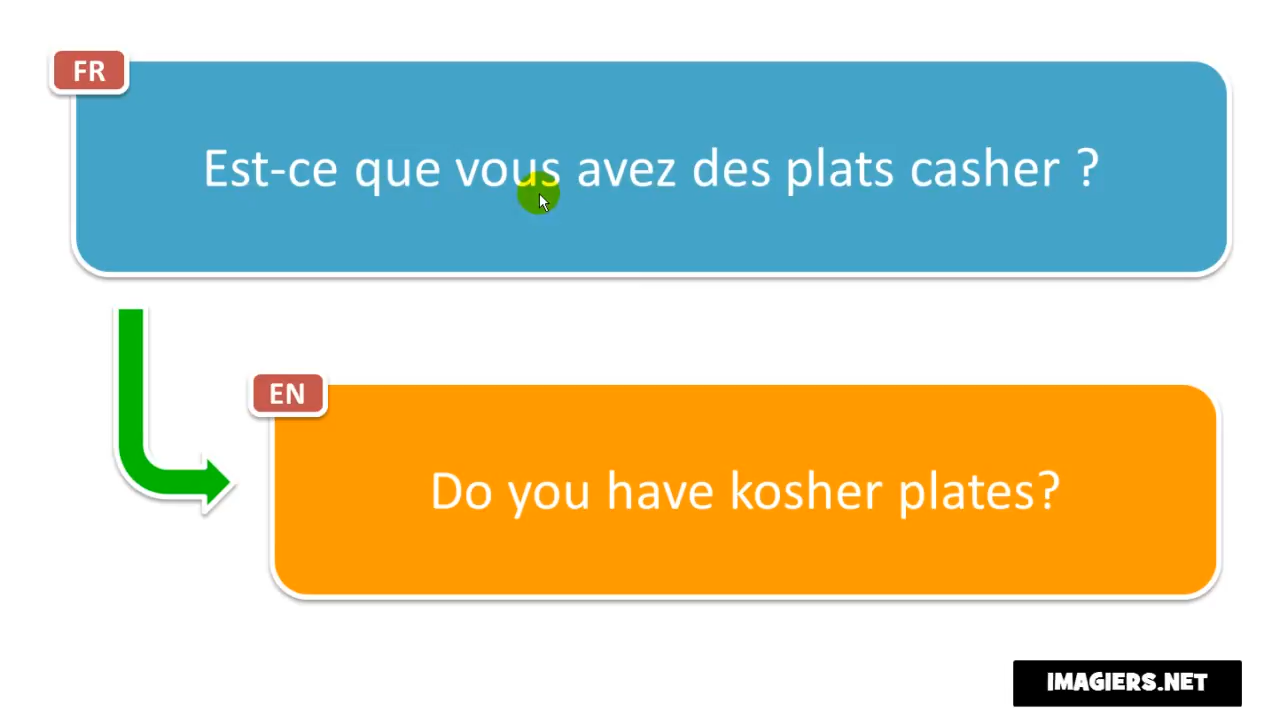 FR
Est-ce que vous avez des plats casher ?
EN
Do you have kosher plates?
IMAGIERS.NET